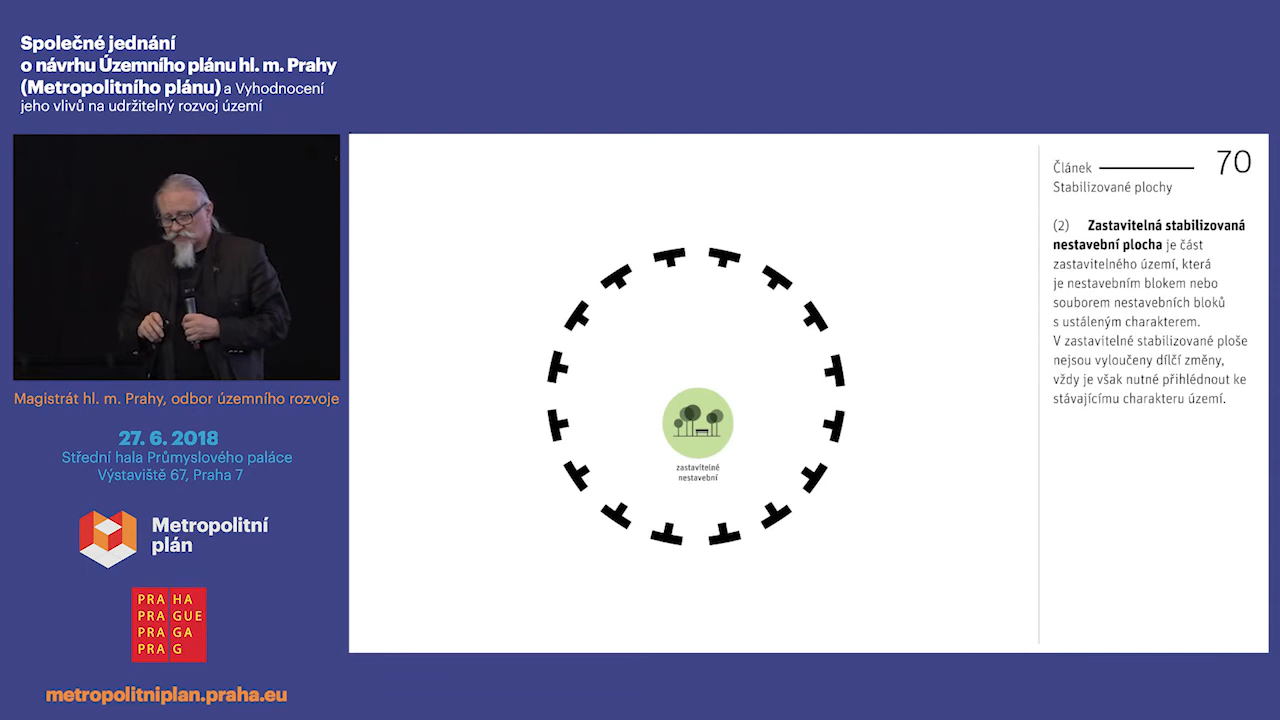 Společné jednání
o návrhu Územního plánu hl. m. Prahy
(Metropolitního plánu) a Vyhodnocení
jeho vlivů na udržitelný rozvoj území
Magistrát hl. m. Prahy, odbor územního rozvoje
27. 6. 2018
Střední hala Průmyslového paláce
Výstaviště 67, Praha 7
Metropolitní
plán
PRA HA
PRA GUE
PRA GA
PRA G
metropolitniplan.praha.eu
zastavitelné
nestavební
Článek 70
Stabilizované plochy
(2) Zastavitelná stabilizovaná
nestavební plocha je část
zastavitelného území, která
je nestavebním blokem nebo
souborem nestavebních bloků
s ustáleným charakterem.
V zastavitelné stabilizované ploše
nejsou vyloučeny dílčí změny,
vždy je však nutné přihlédnout ke
stávajícímu charakteru území.